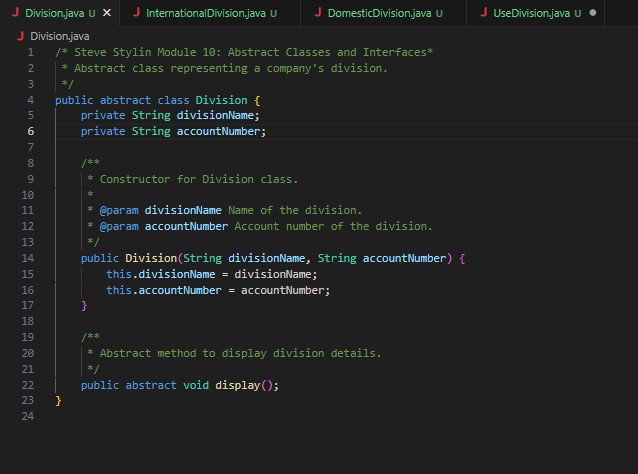 J Division.java U X J InternationalDivision.java U J DomesticDivision.java U J UseDivision.java U ●
J Division.java
1 /* Steve Stylin Module 10: Abstract Classes and Interfaces*
2  * Abstract class representing a company's division.
3  */
4 public abstract class Division {
5     private String divisionName;
6     private String accountNumber;
7
8     /**
9      * Constructor for Division class.
10      *
11      * @param divisionName Name of the division.
12      * @param accountNumber Account number of the division.
13      */
14     public Division(String divisionName, String accountNumber) {
15         this.divisionName = divisionName;
16         this.accountNumber = accountNumber;
17     }
18
19     /**
20      * Abstract method to display division details.
21      */
22     public abstract void display();
23 }
24